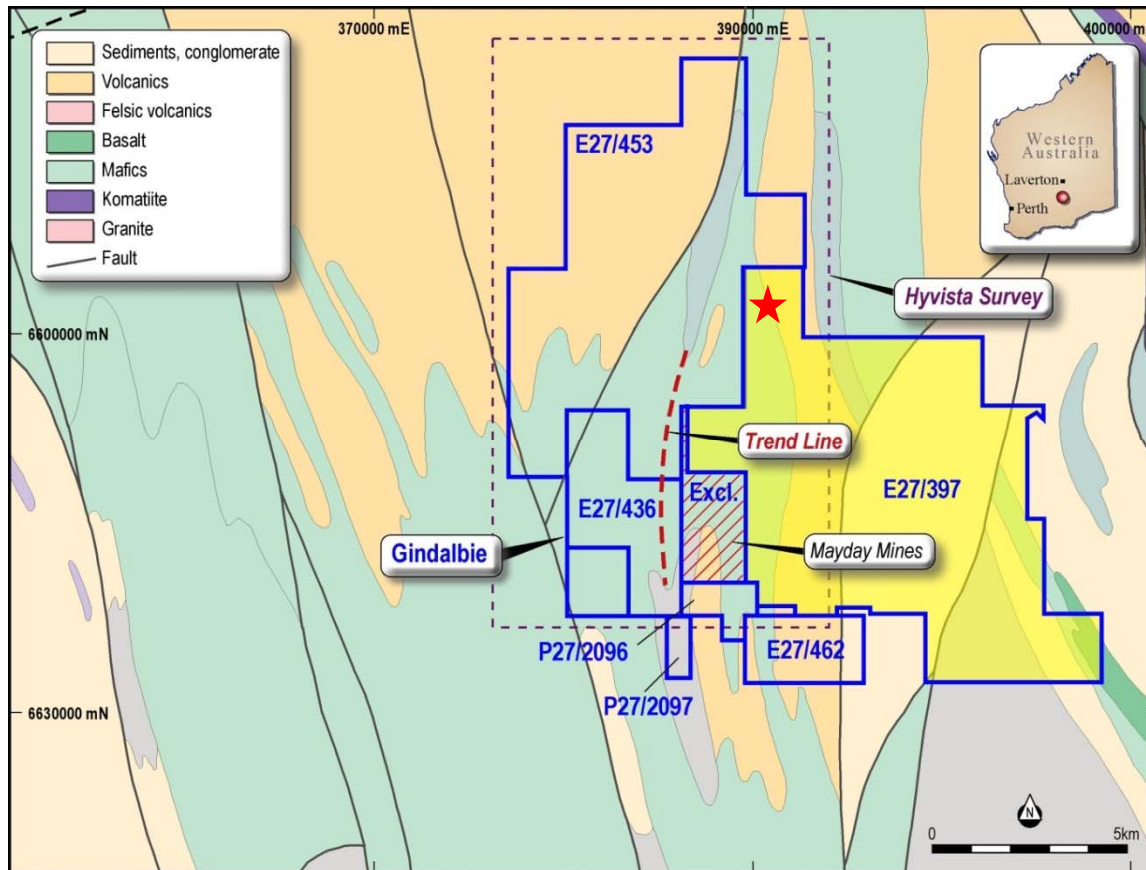 370000 mE
390000 mE
400000 mE
Sediments, conglomerate
Volcanics
Felsic volcanics
Basalt
Mafics
Komatiite
Granite
Fault
Western
Australia
Laverton
Perth
E27/453
Hyvista Survey
6600000 mN
Trend Line
E27/397
Excl.
E27/436
Gindalbie
Mayday Mines
P27/2096
E27/462
P27/2097
6630000 mN
N
0
5km